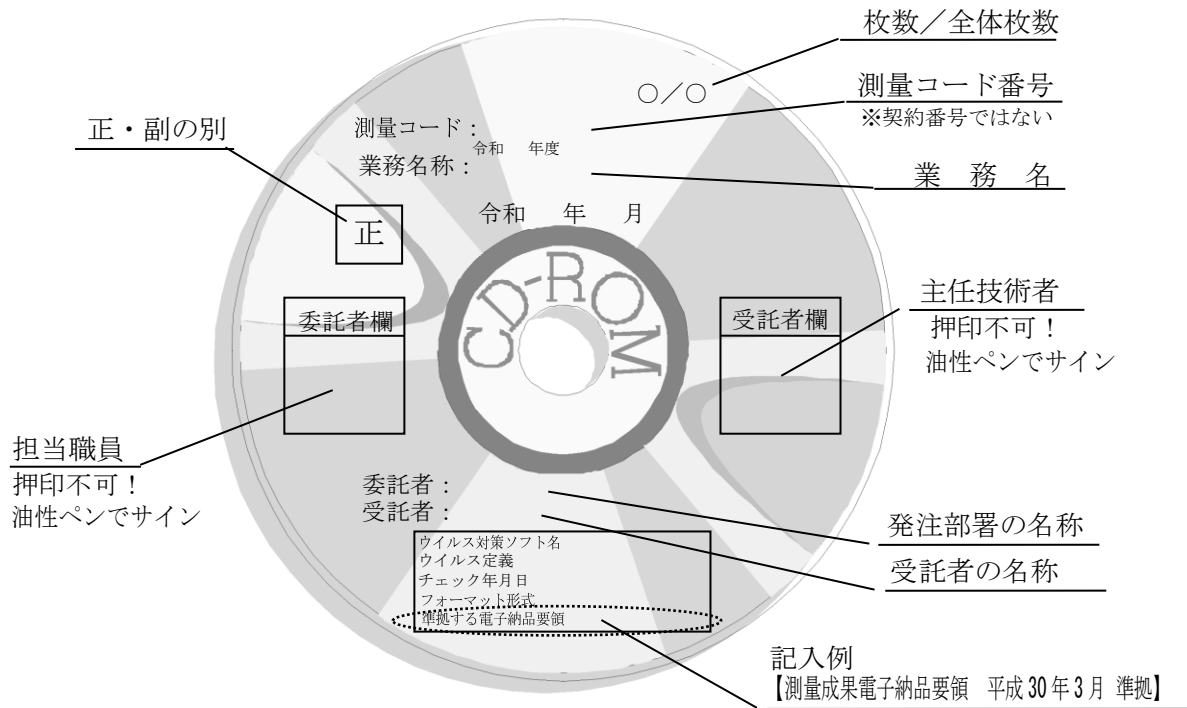 枚数／全体枚数
○／○
測量コード番号
※契約番号ではない
正・副の別
測量コード：
令和　年度
業務名称：
業　務　名
令和　年　月
正
CD-ROM
主任技術者
押印不可！
油性ペンでサイン
委託者欄
受託者欄
担当職員
押印不可！
油性ペンでサイン
委託者：
受託者：
発注部署の名称
受託者の名称
ウイルス対策ソフト名
ウイルス定義
チェック年月日
フォーマット形式
準拠する電子納品要領
記入例
【測量成果電子納品要領　平成30年3月 準拠】